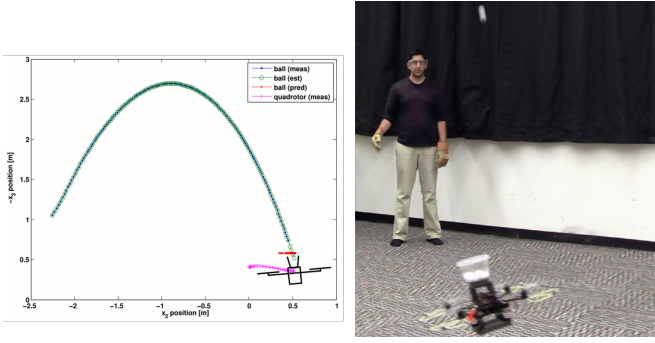 3
2.5
2
1.5
1
0.5
0
−2.5 −2 −1.5 −1 −0.5 0 0.5 1
−x₃ position [m]
x₂ position [m]
ball (meas)
ball (est)
ball (pred)
quadrotor (meas)